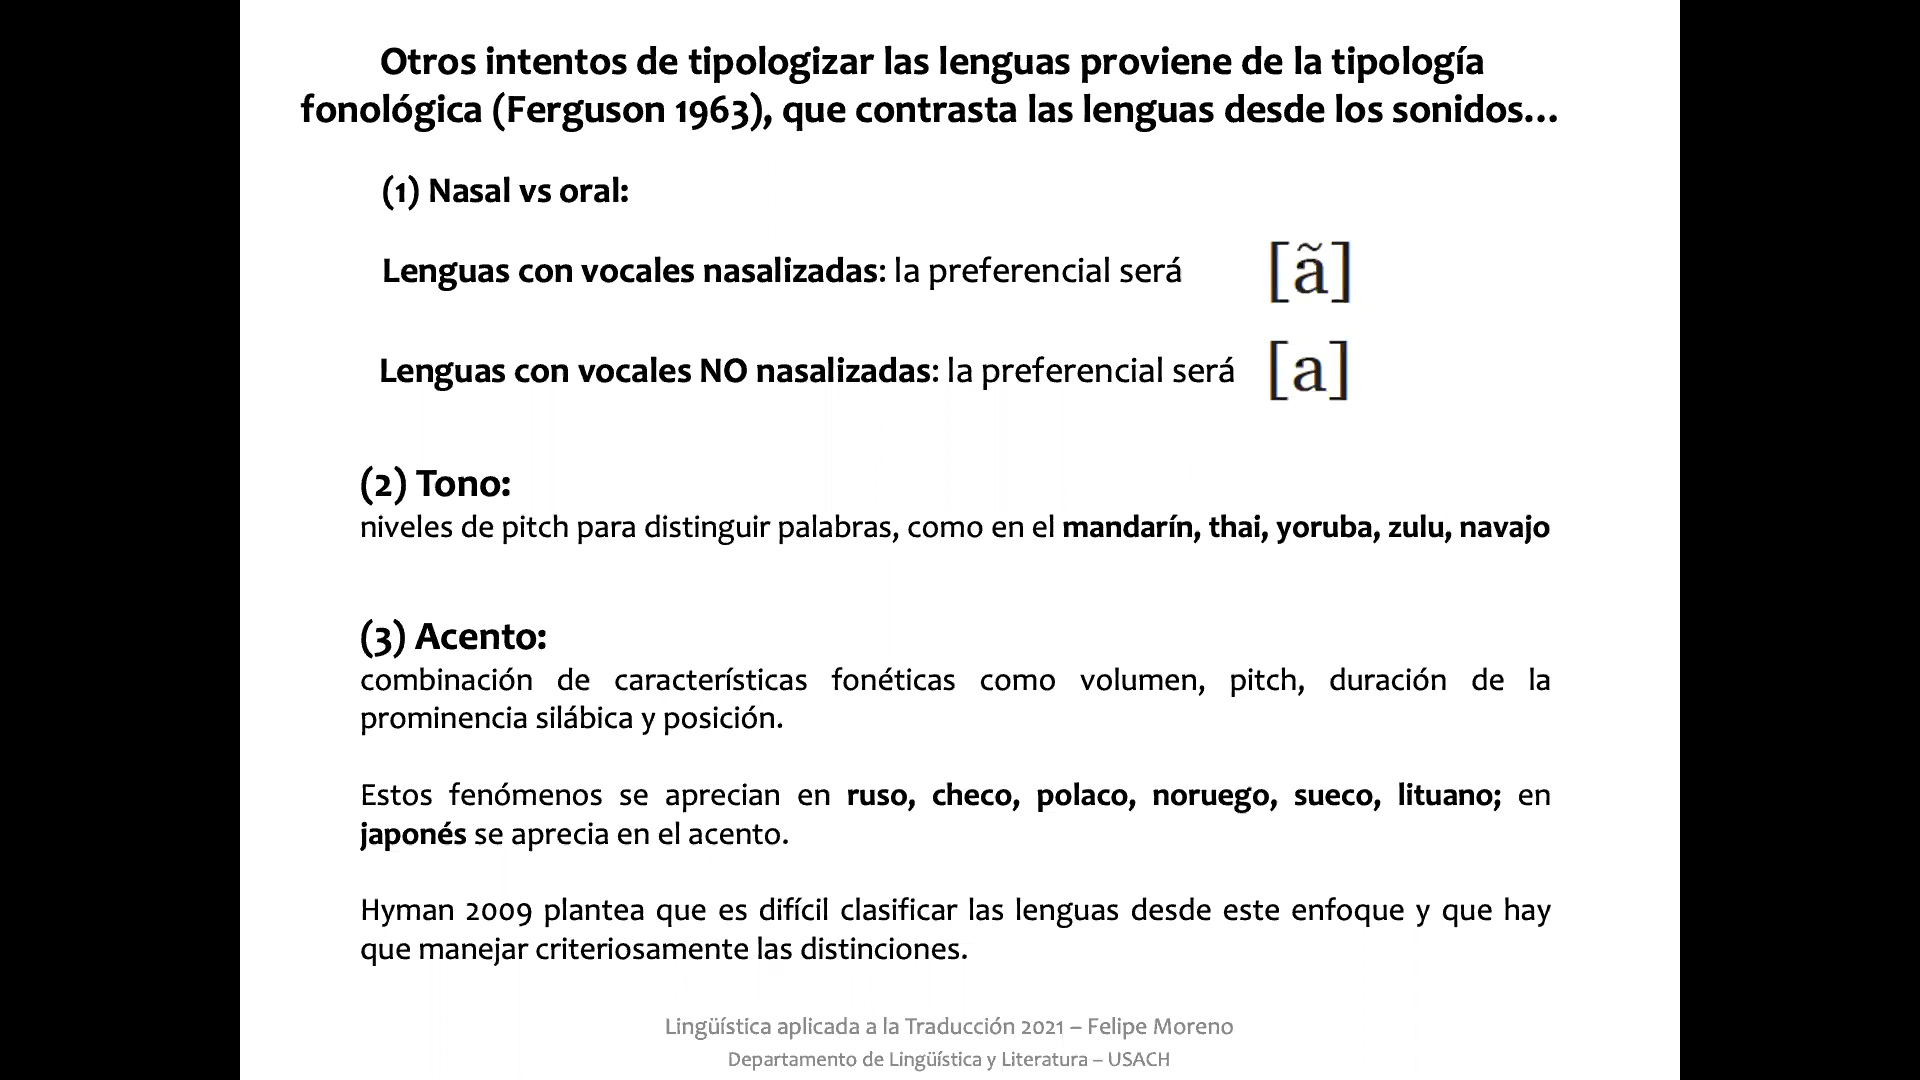 Otros intentos de tipologizar las lenguas proviene de la tipología
fonológica (Ferguson 1963), que contrasta las lenguas desde los sonidos...
(1) Nasal vs oral:
Lenguas con vocales nasalizadas: la preferencial será [ã]
Lenguas con vocales NO nasalizadas: la preferencial será [a]
(2) Tono:
niveles de pitch para distinguir palabras, como en el mandarín, thai, yoruba, zulu, navajo
(3) Acento:
combinación de características fonéticas como volumen, pitch, duración de la
prominencia silábica y posición.
Estos fenómenos se aprecian en ruso, checo, polaco, noruego, sueco, lituano; en
japonés se aprecia en el acento.
Hyman 2009 plantea que es difícil clasificar las lenguas desde este enfoque y que hay
que manejar criteriosamente las distinciones.
Lingüística aplicada a la Traducción 2021 – Felipe Moreno
Departamento de Lingüística y Literatura – USACH